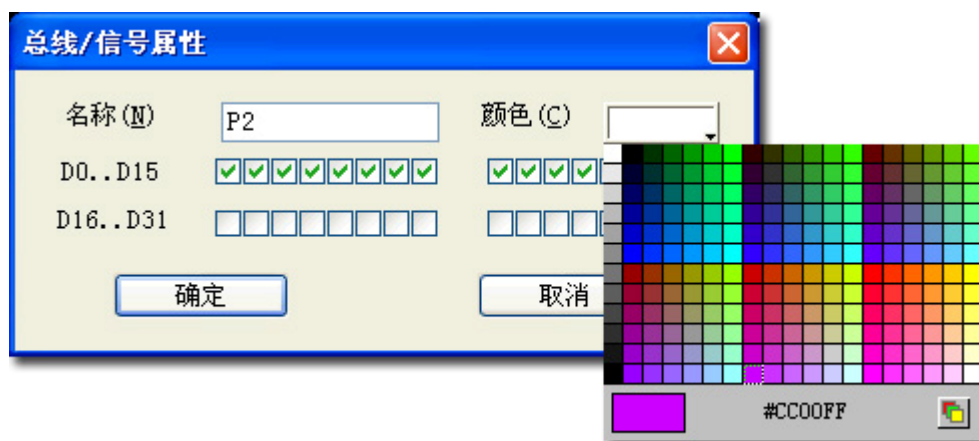 总线/信号属性
名称(N) P2 颜色(C)
D0..D15
D16..D31
确定 取消
#CC00FF